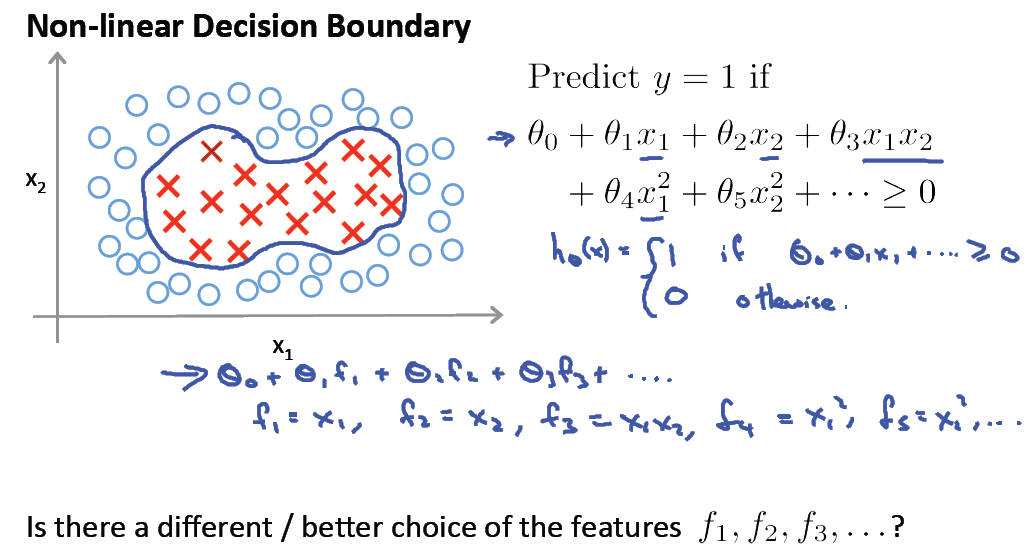 Non-linear Decision Boundary
x₂
x₁
Predict y = 1 if
→ θ₀ + θ₁x₁ + θ₂x₂ + θ₃x₁x₂
+ θ₄x₁² + θ₅x₂² + ··· ≥ 0
h₀(x) = { 1 if θ₀+θ₁x₁+ .... ≥ 0
0 otherwise.
→ θ₀ + θ₁f₁ + θ₂f₂ + θ₃f₃ + ....
f₁ = x₁, f₂ = x₂, f₃ = x₁x₂, f₄ = x₁², f₅ = x₂², ...
Is there a different / better choice of the features f₁, f₂, f₃, . . . ?